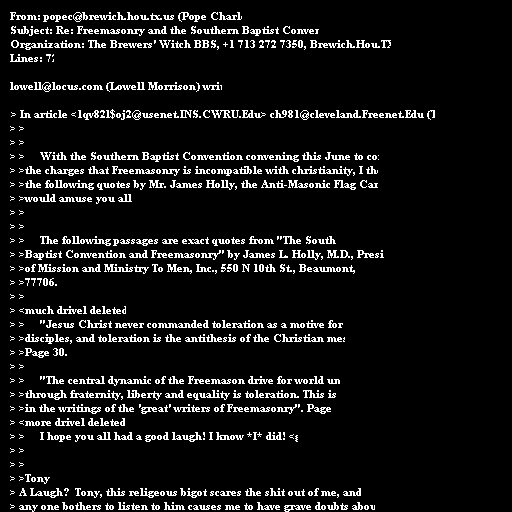 From: popec@brewich.hou.tx.us (Pope Charl
Subject: Re: Freemasonry and the Southern Baptist Conver
Organization: The Brewers' Witch BBS, +1 713 272 7350, Brewich.Hou.TX
Lines: 72

lowell@locus.com (Lowell Morrison) wri

> In article <1qv82l$oj2@usenet.INS.CWRU.Edu> ch981@cleveland.Freenet.Edu (T
> >
> >
> >     With the Southern Baptist Convention convening this June to co
> >the charges that Freemasonry is incompatible with christianity, I th
> >the following quotes by Mr. James Holly, the Anti-Masonic Flag Car
> >would amuse you all
> >
> >
> >     The following passages are exact quotes from "The South
> >Baptist Convention and Freemasonry" by James L. Holly, M.D., Presi
> >of Mission and Ministry To Men, Inc., 550 N 10th St., Beaumont,
> >77706.
> >
> <much drivel deleted
> >     "Jesus Christ never commanded toleration as a motive for
> >disciples, and toleration is the antithesis of the Christian mes
> >Page 30.
> >
> >     "The central dynamic of the Freemason drive for world un
> >through fraternity, liberty and equality is toleration. This is
> >in the writings of the 'great' writers of Freemasonry". Page
> <more drivel deleted
> >     I hope you all had a good laugh! I know *I* did! <g
> >
> >
> >Tony
> A Laugh?  Tony, this religeous bigot scares the shit out of me, and
> any one bothers to listen to him causes me to have grave doubts abou